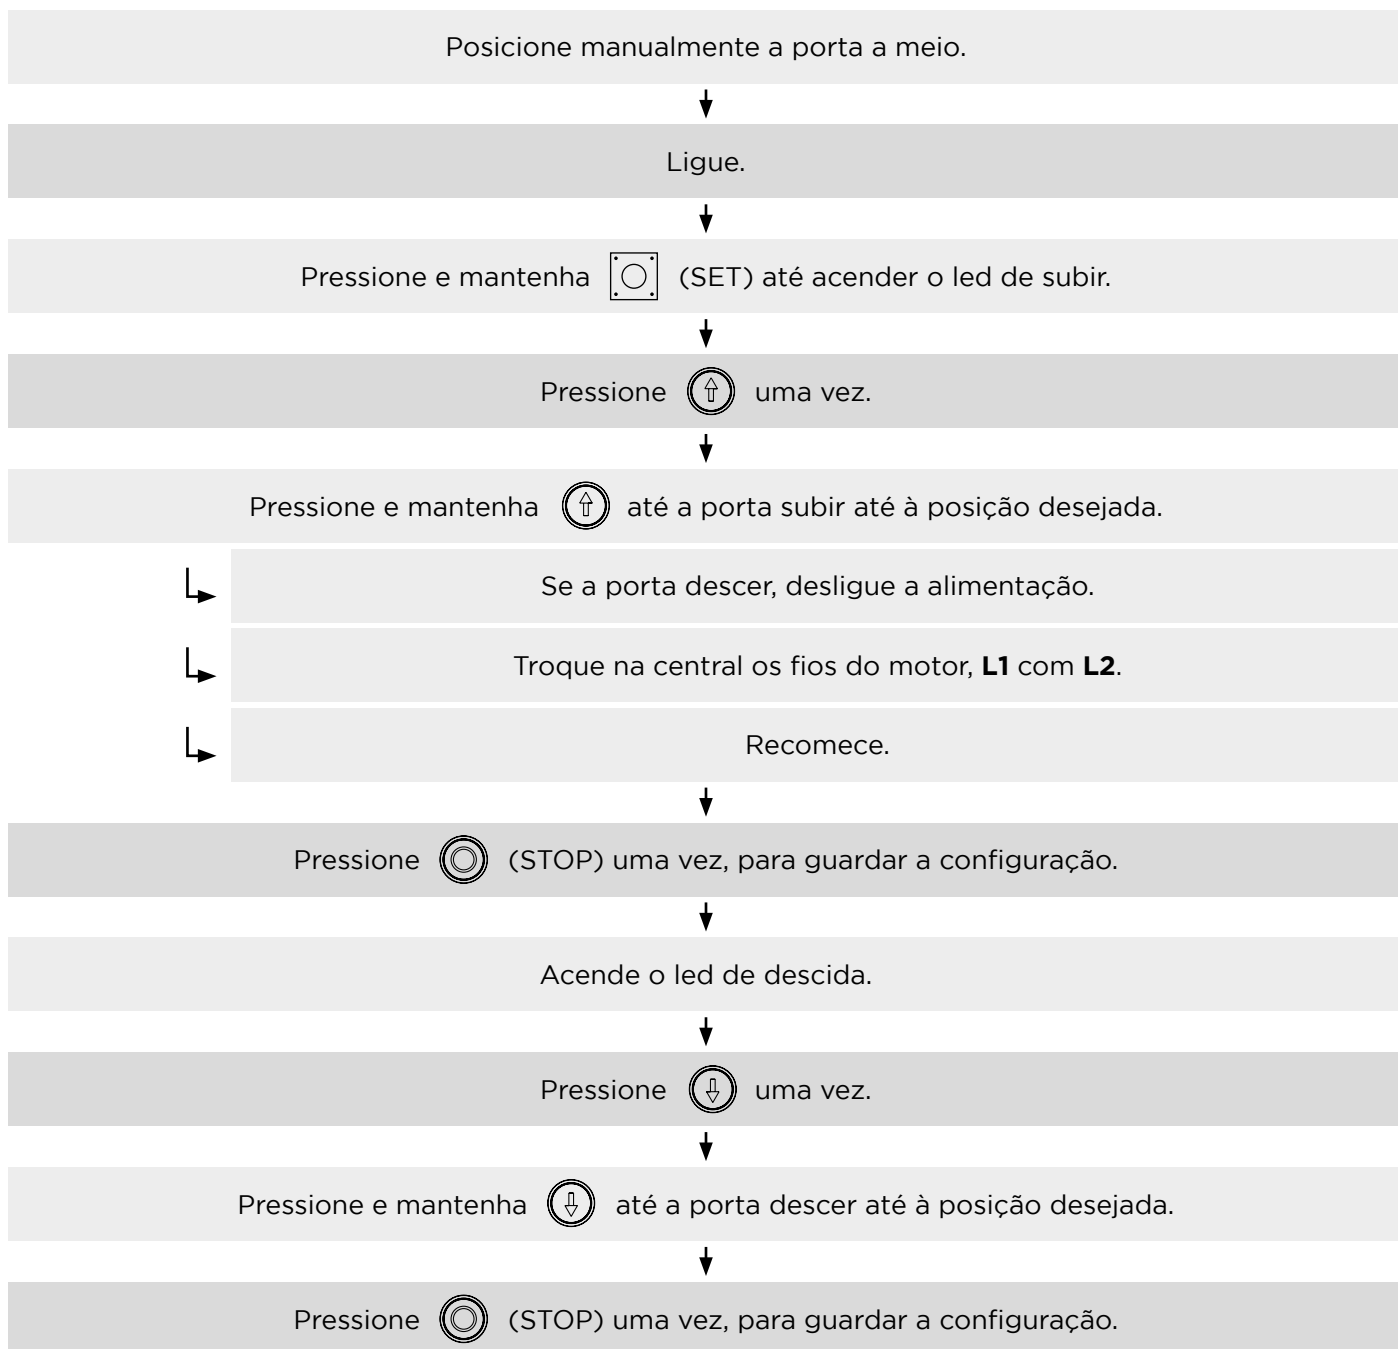 Posicione manualmente a porta a meio.
Ligue.
Pressione e mantenha (SET) até acender o led de subir.
Pressione uma vez.
Pressione e mantenha até a porta subir até à posição desejada.
Se a porta descer, desligue a alimentação.
Troque na central os fios do motor, L1 com L2.
Recomece.
Pressione (STOP) uma vez, para guardar a configuração.
Acende o led de descida.
Pressione uma vez.
Pressione e mantenha até a porta descer até à posição desejada.
Pressione (STOP) uma vez, para guardar a configuração.